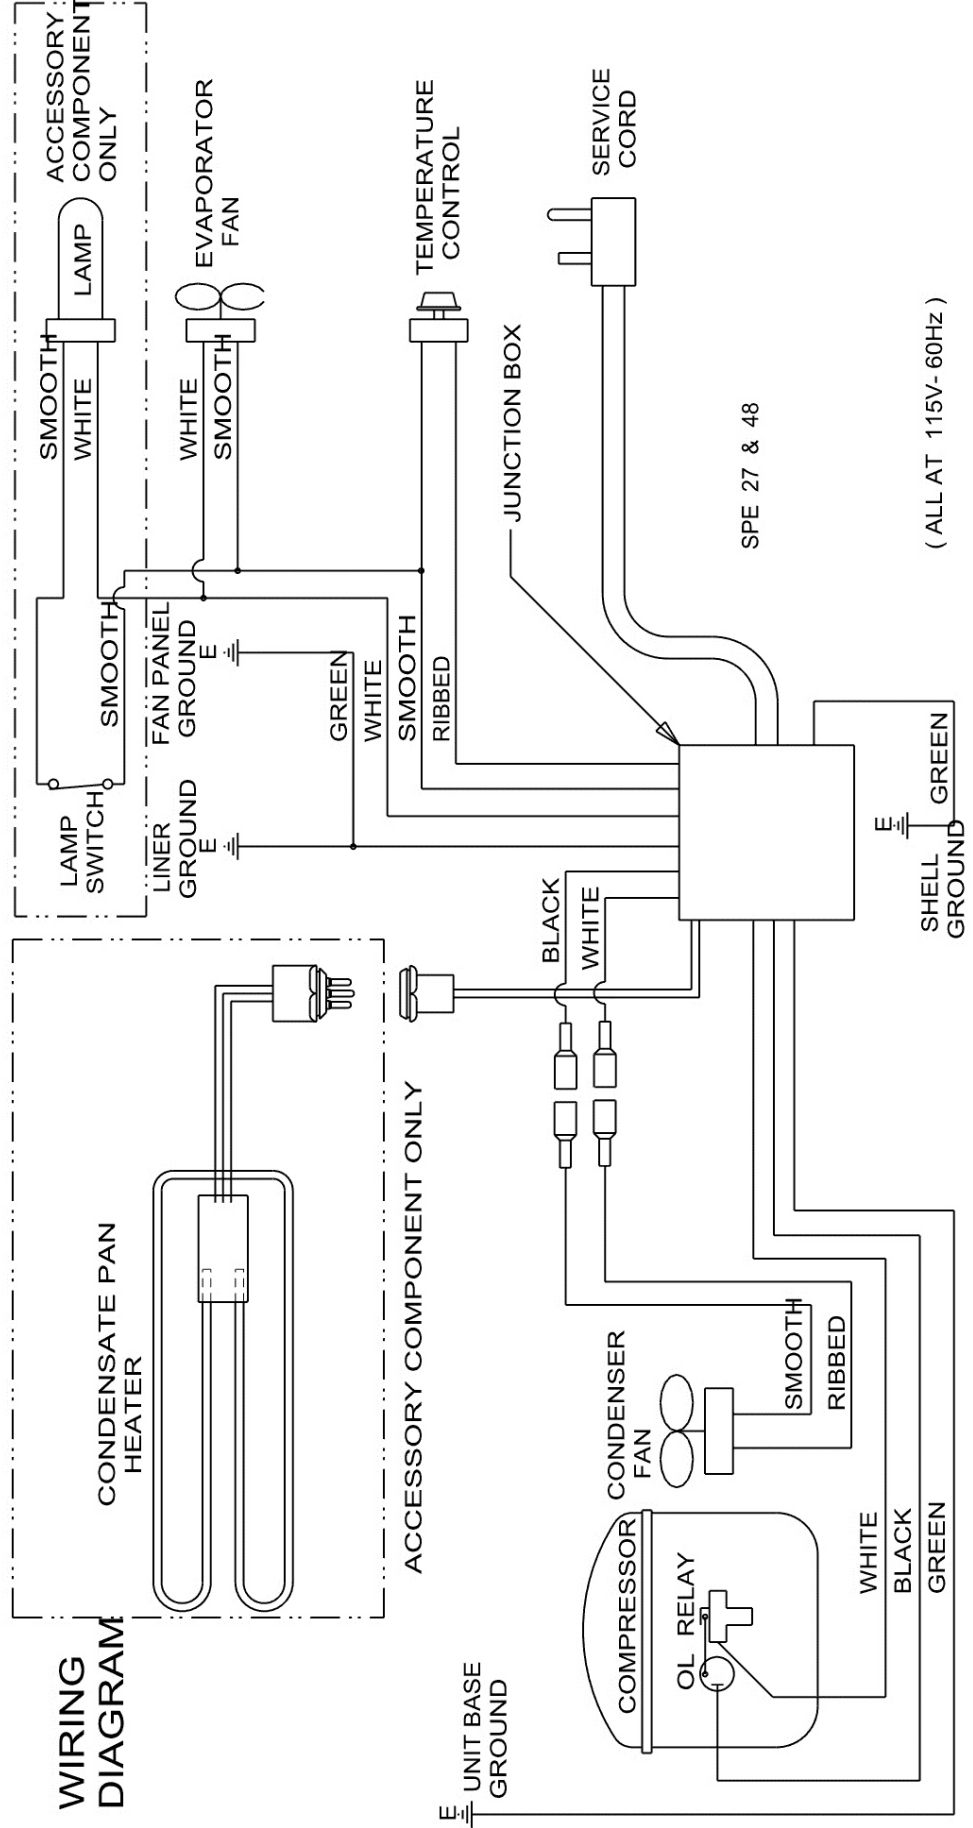 WIRING
DIAGRAM
CONDENSATE PAN
HEATER
ACCESSORY COMPONENT ONLY
LAMP
SWITCH
SMOOTH
SMOOTH
WHITE
LAMP
ACCESSORY
COMPONENT
ONLY
LINER
GROUND
E
FAN PANEL
GROUND
E
WHITE
SMOOTH
EVAPORATOR
FAN
GREEN
WHITE
SMOOTH
RIBBED
TEMPERATURE
CONTROL
JUNCTION BOX
SERVICE
CORD
BLACK
WHITE
UNIT BASE
GROUND
E
COMPRESSOR
OL RELAY
CONDENSER
FAN
SMOOTH
RIBBED
WHITE
BLACK
GREEN
E
SHELL
GROUND
GREEN
SPE 27 & 48
( ALL AT 115V- 60Hz )